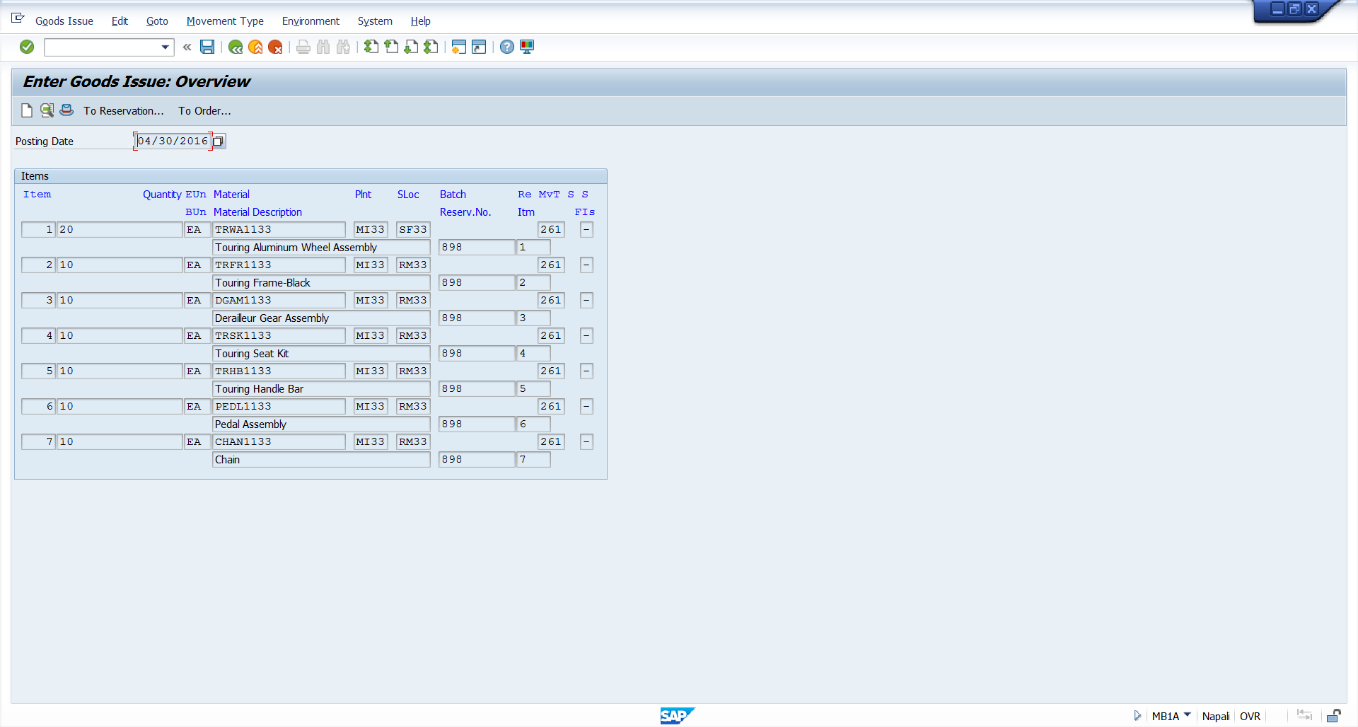 Goods Issue Edit Goto Movement Type Environment System Help
Enter Goods Issue: Overview
To Reservation... To Order...
Posting Date 04/30/2016
Items
Item Quantity EUn Material Plnt SLoc Batch Re MvT S S
BUn Material Description Reserv.No. Itm FIs
1 20 EA TRWA1133 MI33 SF33 261 -
Touring Aluminum Wheel Assembly 898 1
2 10 EA TRFR1133 MI33 RM33 261 -
Touring Frame-Black 898 2
3 10 EA DGAM1133 MI33 RM33 261 -
Derailleur Gear Assembly 898 3
4 10 EA TRSK1133 MI33 RM33 261 -
Touring Seat Kit 898 4
5 10 EA TRHB1133 MI33 RM33 261 -
Touring Handle Bar 898 5
6 10 EA PEDL1133 MI33 RM33 261 -
Pedal Assembly 898 6
7 10 EA CHAN1133 MI33 RM33 261 -
Chain 898 7
SAP MB1A Napali OVR